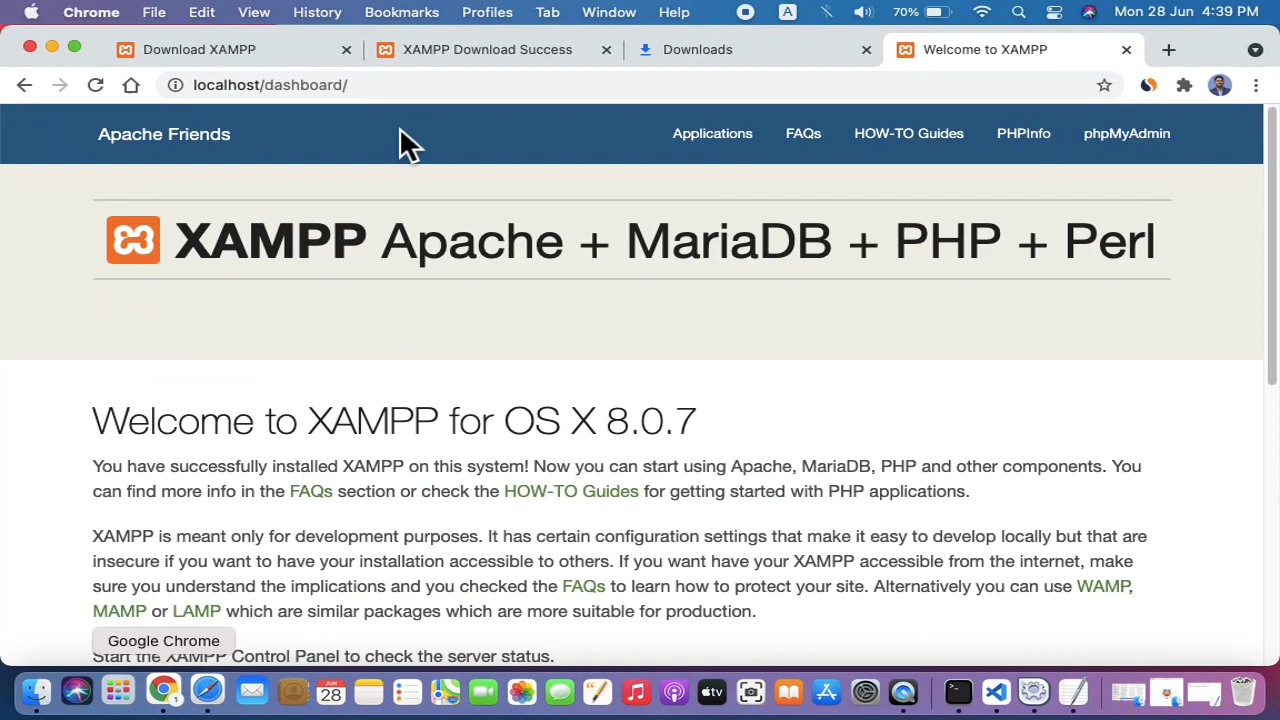 Chrome File Edit View History Bookmarks Profiles Tab Window Help A 70% Mon 28 Jun 4:39 PM
Download XAMPP XAMPP Download Success Downloads Welcome to XAMPP
localhost/dashboard/
Apache Friends Applications FAQs HOW-TO Guides PHPInfo phpMyAdmin
XAMPP Apache + MariaDB + PHP + Perl
Welcome to XAMPP for OS X 8.0.7
You have successfully installed XAMPP on this system! Now you can start using Apache, MariaDB, PHP and other components. You
can find more info in the FAQs section or check the HOW-TO Guides for getting started with PHP applications.
XAMPP is meant only for development purposes. It has certain configuration settings that make it easy to develop locally but that are
insecure if you want to have your installation accessible to others. If you want have your XAMPP accessible from the internet, make
sure you understand the implications and you checked the FAQs to learn how to protect your site. Alternatively you can use WAMP,
MAMP or LAMP which are similar packages which are more suitable for production.
Google Chrome
Start the XAMPP Control Panel to check the server status.
JUN
28
tv
1